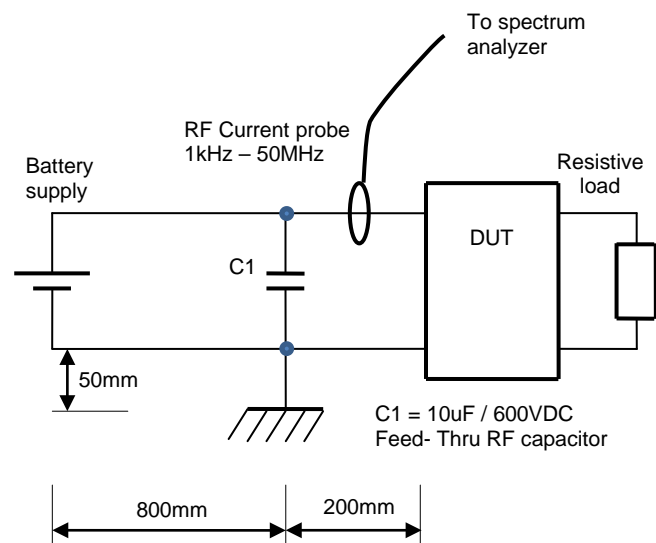 To spectrum
analyzer
RF Current probe
1kHz – 50MHz
Battery
supply
Resistive
load
DUT
C1
50mm
C1 = 10uF / 600VDC
Feed- Thru RF capacitor
800mm
200mm